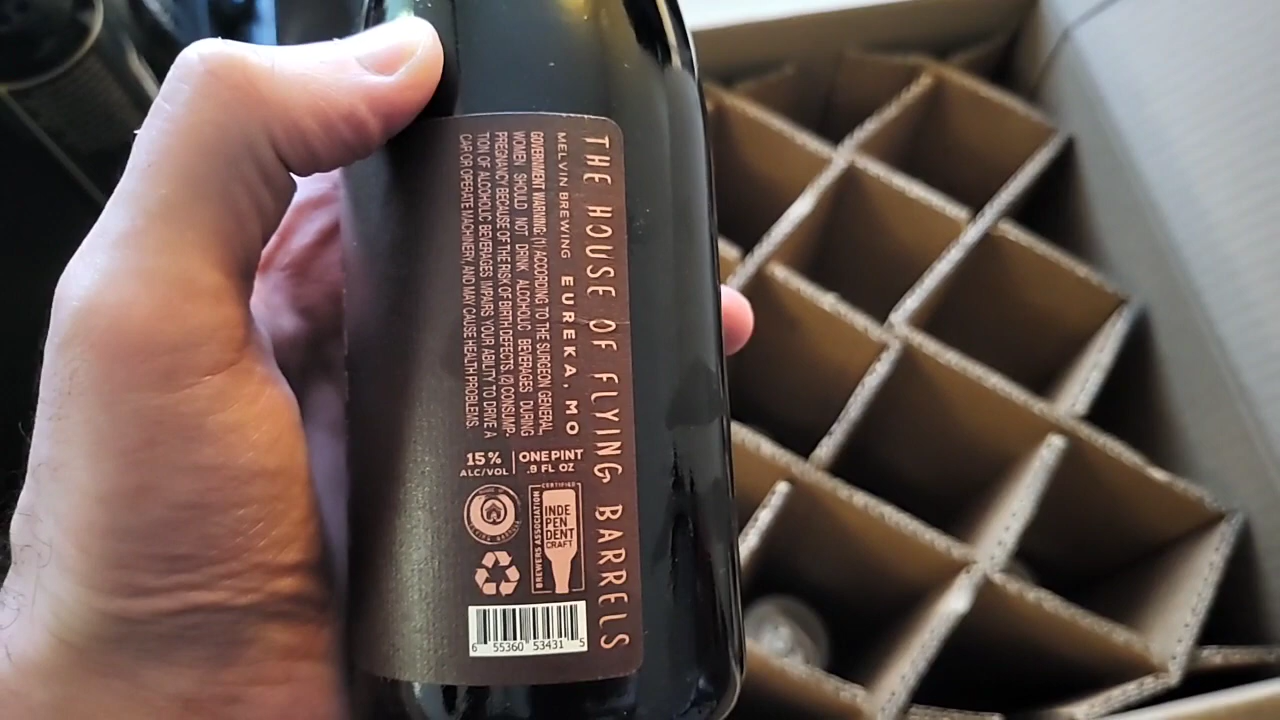 THE HOUSE OF FLYING BARRELS
MELVIN BREWING EUREKA, MO
GOVERNMENT WARNING: (1) ACCORDING TO THE SURGEON GENERAL,
WOMEN SHOULD NOT DRINK ALCOHOLIC BEVERAGES DURING
PREGNANCY BECAUSE OF THE RISK OF BIRTH DEFECTS. (2) CONSUMP-
TION OF ALCOHOLIC BEVERAGES IMPAIRS YOUR ABILITY TO DRIVE A
CAR OR OPERATE MACHINERY, AND MAY CAUSE HEALTH PROBLEMS.
15% ALC/VOL
ONE PINT
.9 FL OZ
CERTIFIED
INDE
PEN
DENT
CRAFT
BREWERS ASSOCIATION
6 55360 53431 5